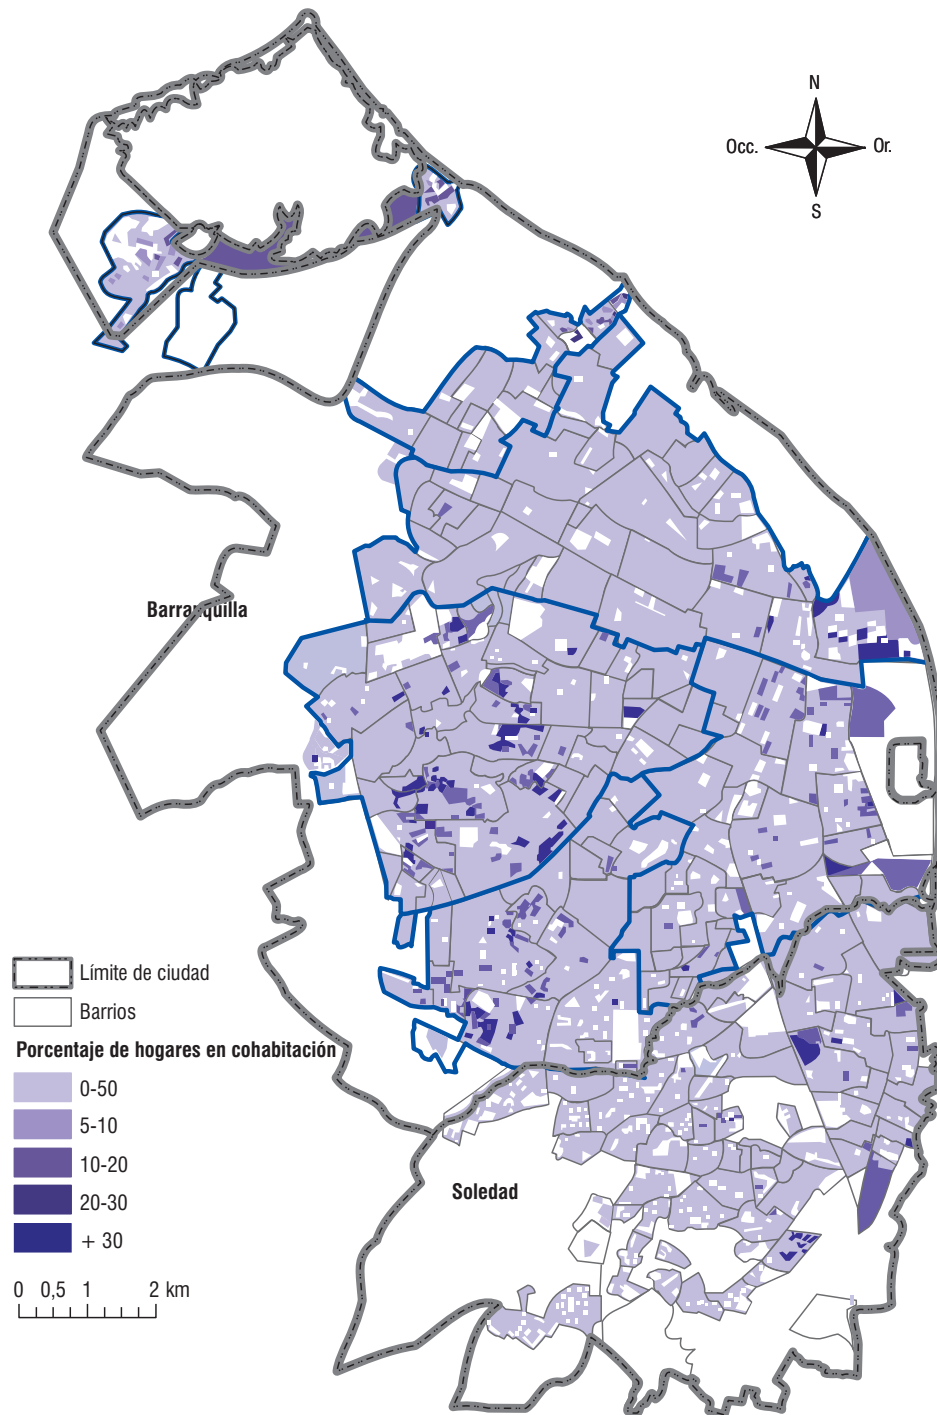 N
Occ.
Or.
S
Barranquilla
Límite de ciudad
Barrios
Porcentaje de hogares en cohabitación
0-50
5-10
10-20
20-30
+ 30
Soledad
0 0,5 1 2 km